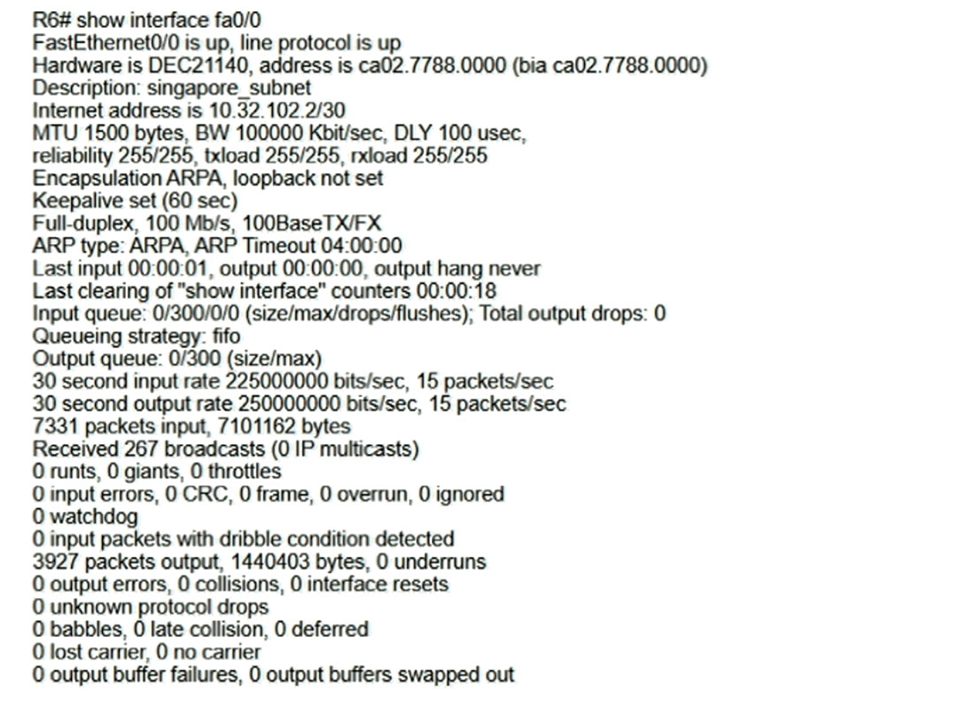 R6# show interface fa0/0
FastEthernet0/0 is up, line protocol is up
Hardware is DEC21140, address is ca02.7788.0000 (bia ca02.7788.0000)
Description: singapore_subnet
Internet address is 10.32.102.2/30
MTU 1500 bytes, BW 100000 Kbit/sec, DLY 100 usec,
reliability 255/255, txload 255/255, rxload 255/255
Encapsulation ARPA, loopback not set
Keepalive set (60 sec)
Full-duplex, 100 Mb/s, 100BaseTX/FX
ARP type: ARPA, ARP Timeout 04:00:00
Last input 00:00:01, output 00:00:00, output hang never
Last clearing of "show interface" counters 00:00:18
Input queue: 0/300/0/0 (size/max/drops/flushes); Total output drops: 0
Queueing strategy: fifo
Output queue: 0/300 (size/max)
30 second input rate 225000000 bits/sec, 15 packets/sec
30 second output rate 250000000 bits/sec, 15 packets/sec
7331 packets input, 7101162 bytes
Received 267 broadcasts (0 IP multicasts)
0 runts, 0 giants, 0 throttles
0 input errors, 0 CRC, 0 frame, 0 overrun, 0 ignored
0 watchdog
0 input packets with dribble condition detected
3927 packets output, 1440403 bytes, 0 underruns
0 output errors, 0 collisions, 0 interface resets
0 unknown protocol drops
0 babbles, 0 late collision, 0 deferred
0 lost carrier, 0 no carrier
0 output buffer failures, 0 output buffers swapped out